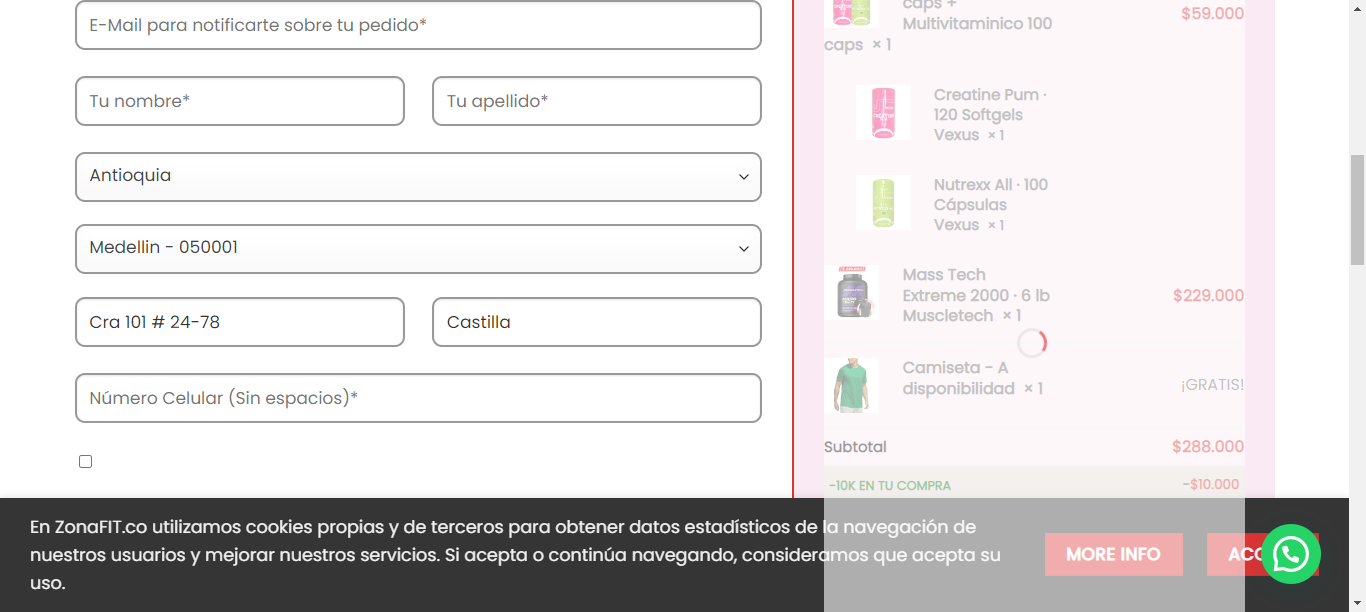 E-Mail para notificarte sobre tu pedido*
Tu nombre*
Tu apellido*
Antioquia
Medellin - 050001
Cra 101 # 24-78
Castilla
Número Celular (Sin espacios)*
caps +
Multivitaminico 100
caps × 1
$59.000
Creatine Pum ·
120 Softgels
Vexus × 1
Nutrexx All · 100
Cápsulas
Vexus × 1
Mass Tech
Extreme 2000 · 6 lb
Muscletech × 1
$229.000
Camiseta - A
disponibilidad × 1
¡GRATIS!
Subtotal
$288.000
-10K EN TU COMPRA
-$10.000
En ZonaFIT.co utilizamos cookies propias y de terceros para obtener datos estadísticos de la navegación de
nuestros usuarios y mejorar nuestros servicios. Si acepta o continúa navegando, consideramos que acepta su
uso.
MORE INFO